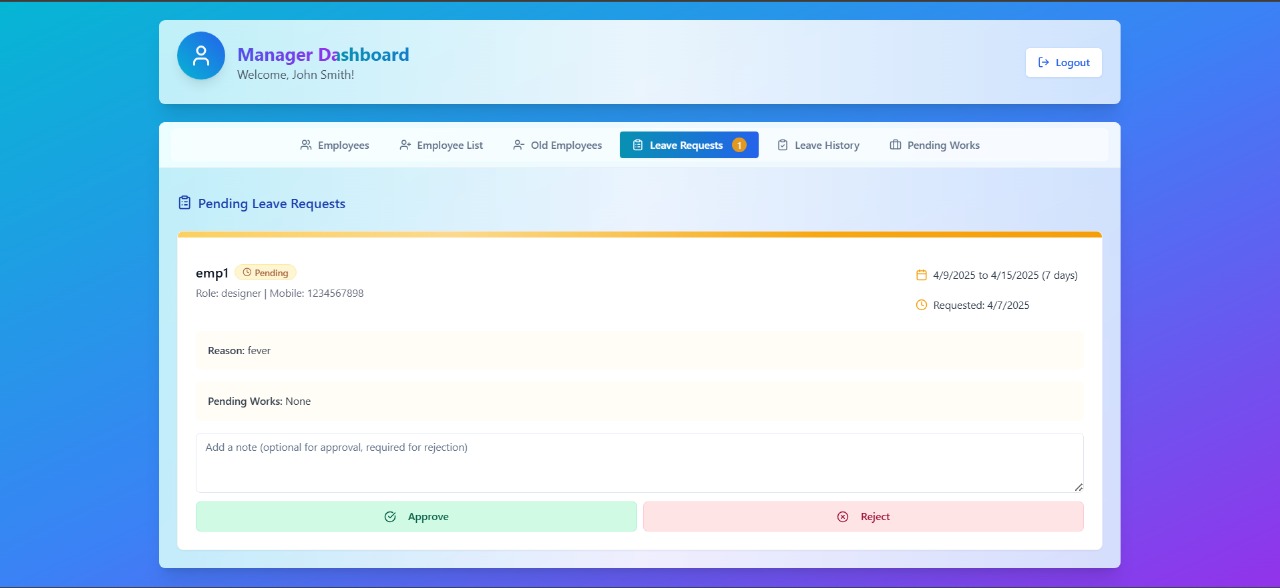 Manager Dashboard
Welcome, John Smith!
Logout
Employees
Employee List
Old Employees
Leave Requests 1
Leave History
Pending Works
Pending Leave Requests
emp1 Pending
Role: designer | Mobile: 1234567898
4/9/2025 to 4/15/2025 (7 days)
Requested: 4/7/2025
Reason: fever
Pending Works: None
Add a note (optional for approval, required for rejection)
Approve
Reject